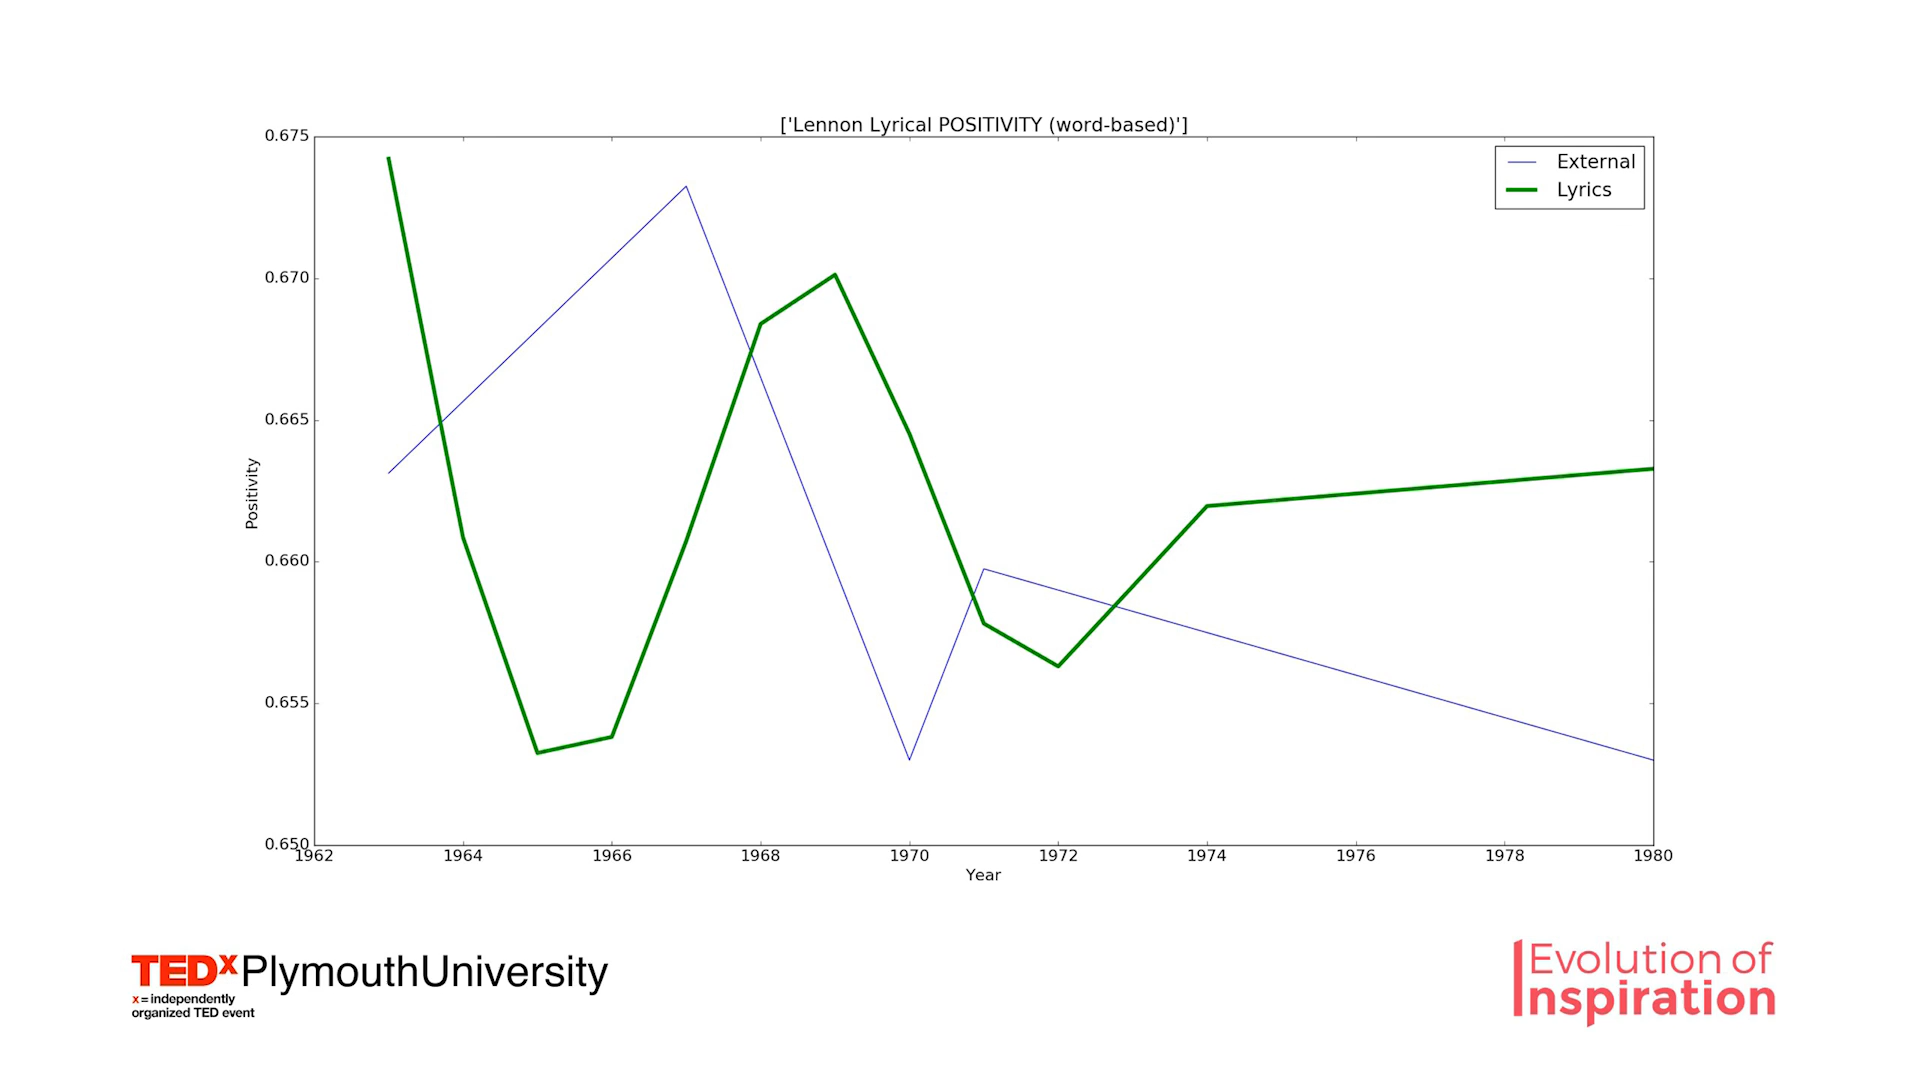 ['Lennon Lyrical POSITIVITY (word-based)']
0.675
0.670
0.665
0.660
0.655
0.650
Positivity
External
Lyrics
1962 1964 1966 1968 1970 1972 1974 1976 1978 1980
Year
TEDxPlymouthUniversity
x = independently
organized TED event
Evolution of
Inspiration